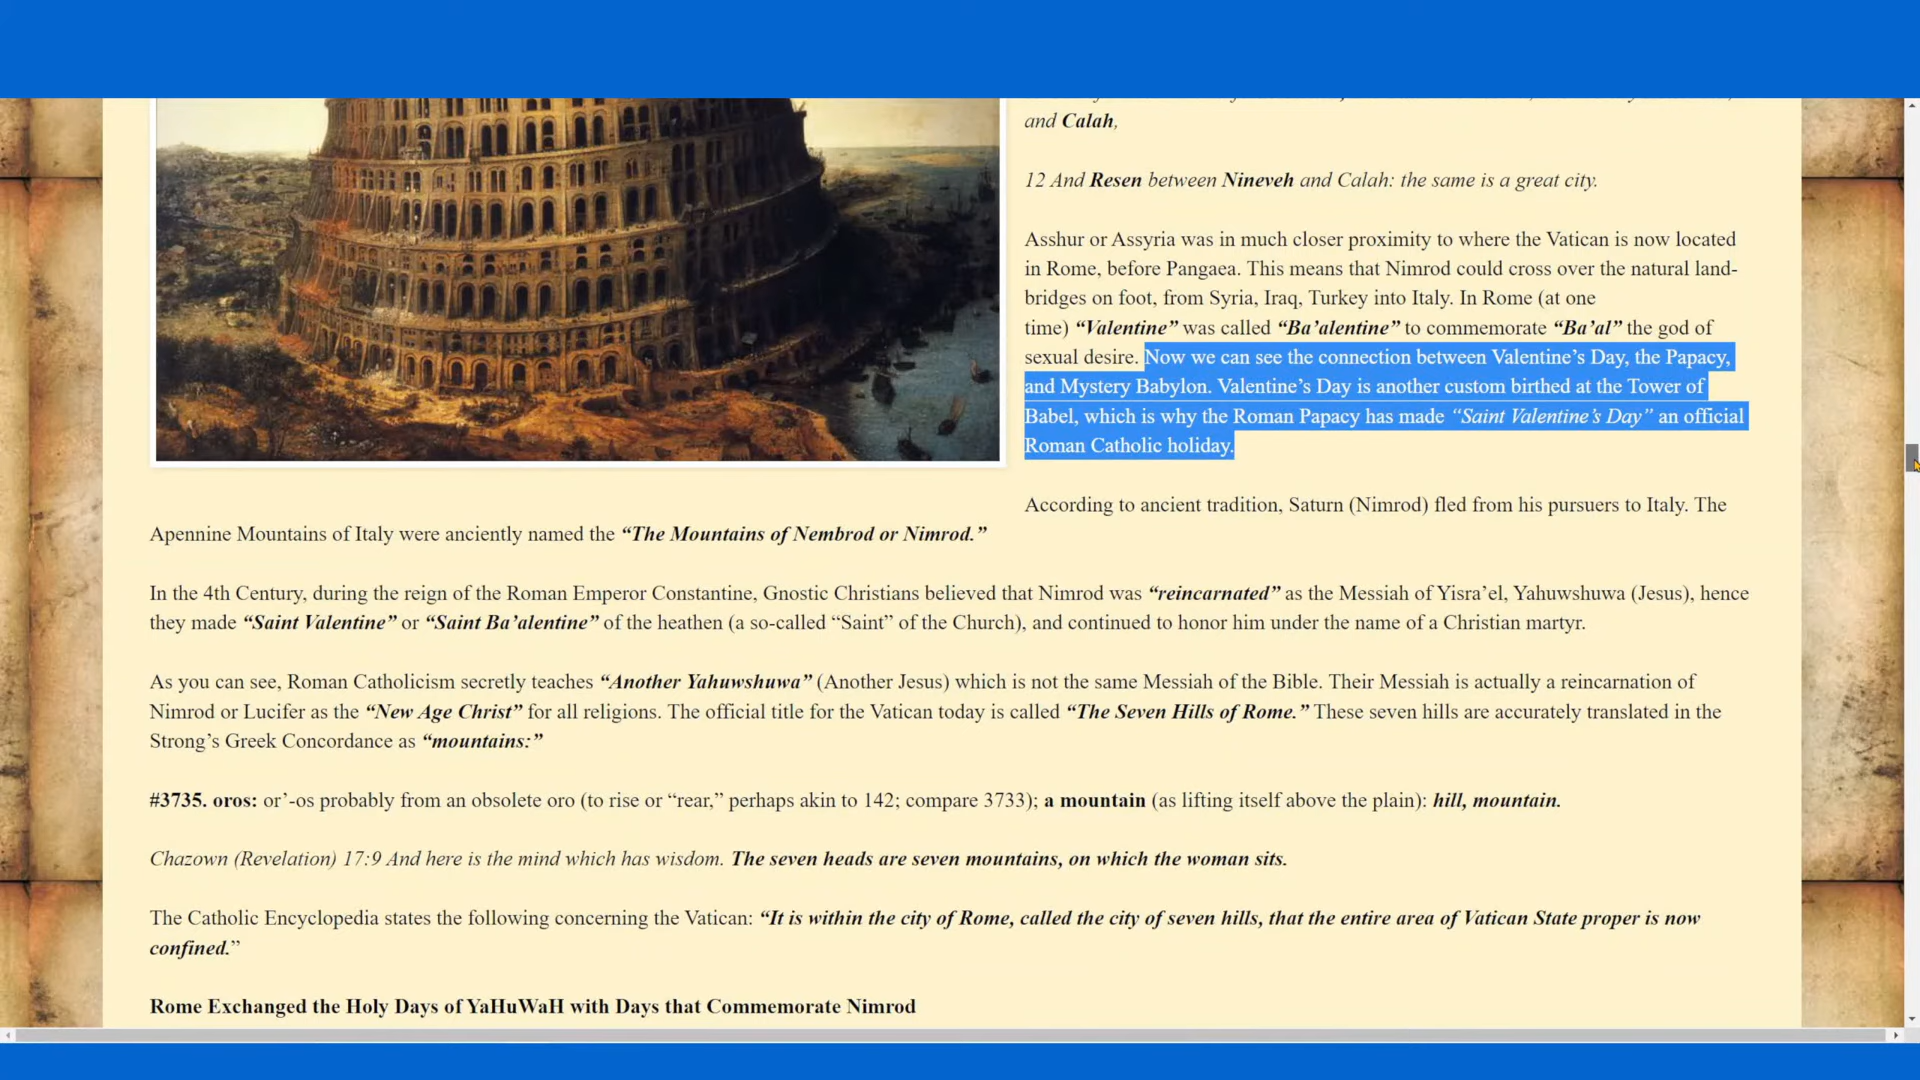 and Calah,
12 And Resen between Nineveh and Calah: the same is a great city.
Asshur or Assyria was in much closer proximity to where the Vatican is now located
in Rome, before Pangaea. This means that Nimrod could cross over the natural land-
bridges on foot, from Syria, Iraq, Turkey into Italy. In Rome (at one
time) “Valentine” was called “Ba’alentine” to commemorate “Ba’al” the god of
sexual desire. Now we can see the connection between Valentine’s Day, the Papacy,
and Mystery Babylon. Valentine’s Day is another custom birthed at the Tower of
Babel, which is why the Roman Papacy has made “Saint Valentine’s Day” an official
Roman Catholic holiday.
According to ancient tradition, Saturn (Nimrod) fled from his pursuers to Italy. The
Apennine Mountains of Italy were anciently named the “The Mountains of Nembrod or Nimrod.”
In the 4th Century, during the reign of the Roman Emperor Constantine, Gnostic Christians believed that Nimrod was “reincarnated” as the Messiah of Yisra’el, Yahuwshuwa (Jesus), hence
they made “Saint Valentine” or “Saint Ba’alentine” of the heathen (a so-called “Saint” of the Church), and continued to honor him under the name of a Christian martyr.
As you can see, Roman Catholicism secretly teaches “Another Yahuwshuwa” (Another Jesus) which is not the same Messiah of the Bible. Their Messiah is actually a reincarnation of
Nimrod or Lucifer as the “New Age Christ” for all religions. The official title for the Vatican today is called “The Seven Hills of Rome.” These seven hills are accurately translated in the
Strong’s Greek Concordance as “mountains:”
#3735. oros: or’-os probably from an obsolete oro (to rise or “rear,” perhaps akin to 142; compare 3733); a mountain (as lifting itself above the plain): hill, mountain.
Chazown (Revelation) 17:9 And here is the mind which has wisdom. The seven heads are seven mountains, on which the woman sits.
The Catholic Encyclopedia states the following concerning the Vatican: “It is within the city of Rome, called the city of seven hills, that the entire area of Vatican State proper is now
confined.”
Rome Exchanged the Holy Days of YaHuWaH with Days that Commemorate Nimrod